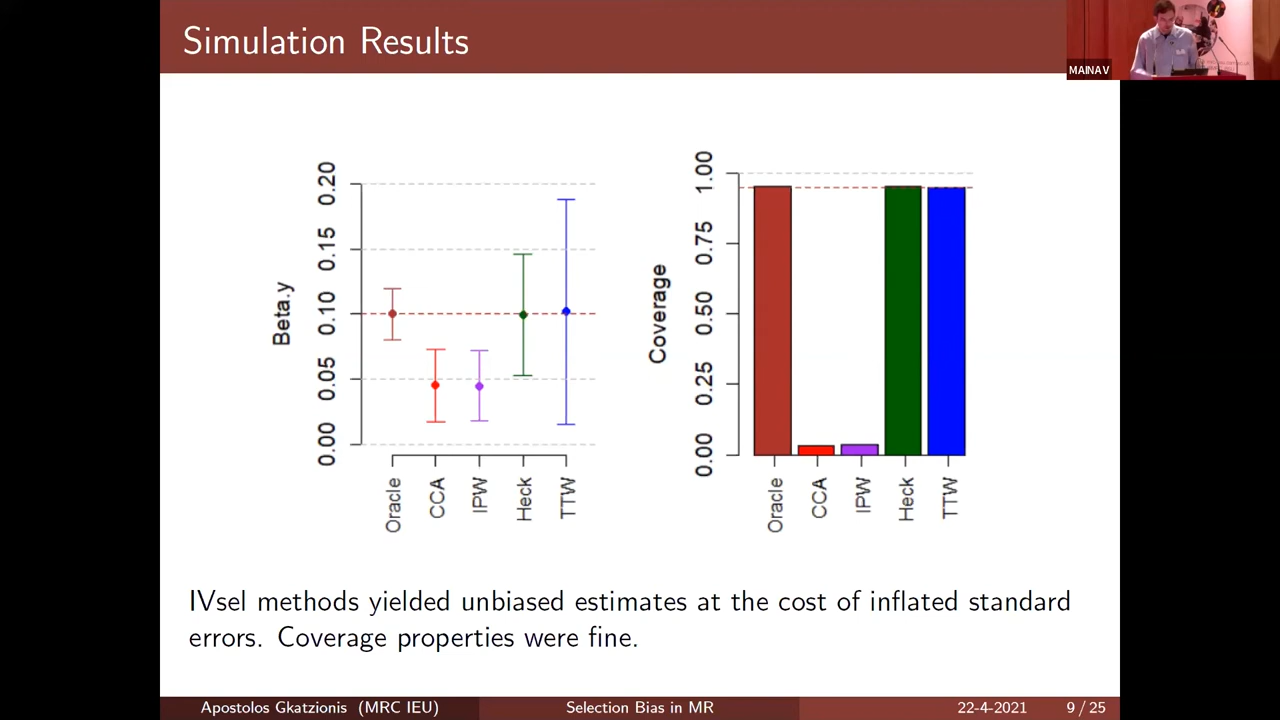 Simulation Results
MAINAV
0.20
0.15
0.10
0.05
0.00
Beta.y
Oracle
CCA
IPW
Heck
TTW
1.00
0.75
0.50
0.25
0.00
Coverage
Oracle
CCA
IPW
Heck
TTW
IVsel methods yielded unbiased estimates at the cost of inflated standard
errors. Coverage properties were fine.
Apostolos Gkatzionis (MRC IEU) Selection Bias in MR 22-4-2021 9 / 25